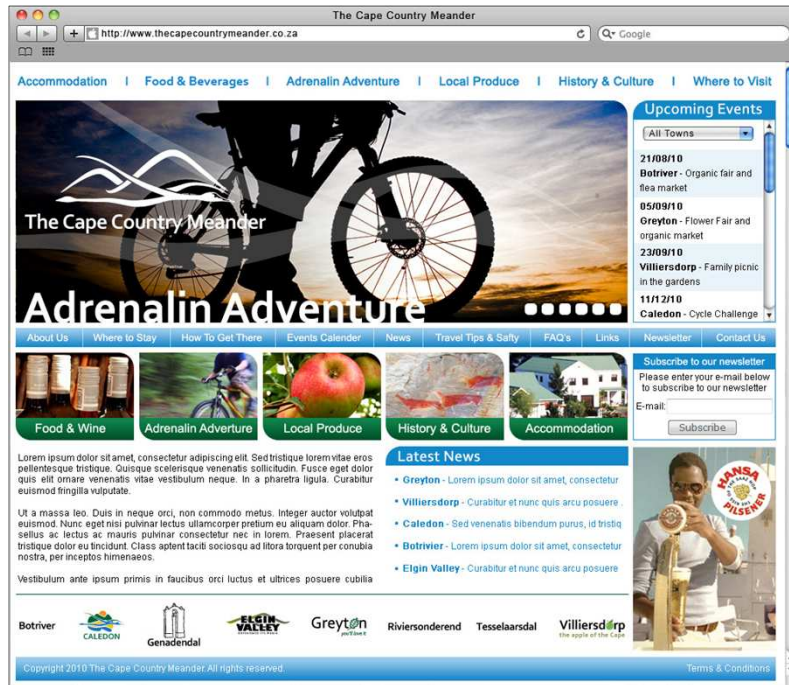 The Cape Country Meander
http://www.thecapecountrymeander.co.za
Google
Accommodation | Food & Beverages | Adrenalin Adventure | Local Produce | History & Culture | Where to Visit
The Cape Country Meander
Adrenalin Adventure
Upcoming Events
All Towns
21/08/10
Botriver - Organic fair and
flea market
05/09/10
Greyton - Flower Fair and
organic market
23/09/10
Villiersdorp - Family picnic
in the gardens
11/12/10
Caledon - Cycle Challenge
About Us Where to Stay How To Get There Events Calender News Travel Tips & Safty FAQ's Links Newsletter Contact Us
Food & Wine
Adrenalin Adverture
Local Produce
History & Culture
Accommodation
Subscribe to our newsletter
Please enter your e-mail below
to subscribe to our newsletter
E-mail:
Subscribe
Lorem ipsum dolor sit amet, consectetur adipiscing elit. Sed tristique lorem vitae eros
pellentesque tristique. Quisque scelerisque venenatis sollicitudin. Fusce eget dolor
quis elit ornare venenatis vitae vestibulum neque. In a pharetra ligula. Curabitur
euismod fringilla vulputate.
Ut a massa leo. Duis in neque orci, non commodo metus. Integer auctor volutpat
euismod. Nunc eget nisi pulvinar lectus ullamcorper pretium eu aliquam dolor. Pha-
sellus ac lectus ac mauris pulvinar consectetur nec in lorem. Praesent placerat
tristique dolor eu tincidunt. Class aptent taciti sociosqu ad litora torquent per conubia
nostra, per inceptos himenaeos.
Vestibulum ante ipsum primis in faucibus orci luctus et ultrices posuere cubilia
Latest News
• Greyton - Lorem ipsum dolor sit amet, consectetur
• Villiersdorp - Curabitur et nunc quis arcu posuere
• Caledon - Sed venenatis bibendum purus, id tristiq
• Botrivier - Lorem ipsum dolor sit amet, consectetur
• Elgin Valley - Curabitur et nunc quis arcu posuere
HANSA
PILSENER
Botriver
CALEDON
Genadendal
ELGIN
VALLEY
Greyton
you'll love it
Riviersonderend
Tesselaarsdal
Villiersdorp
the apple of the Cape
Copyright 2010 The Cape Country Meander. All rights reserved.
Terms & Conditions